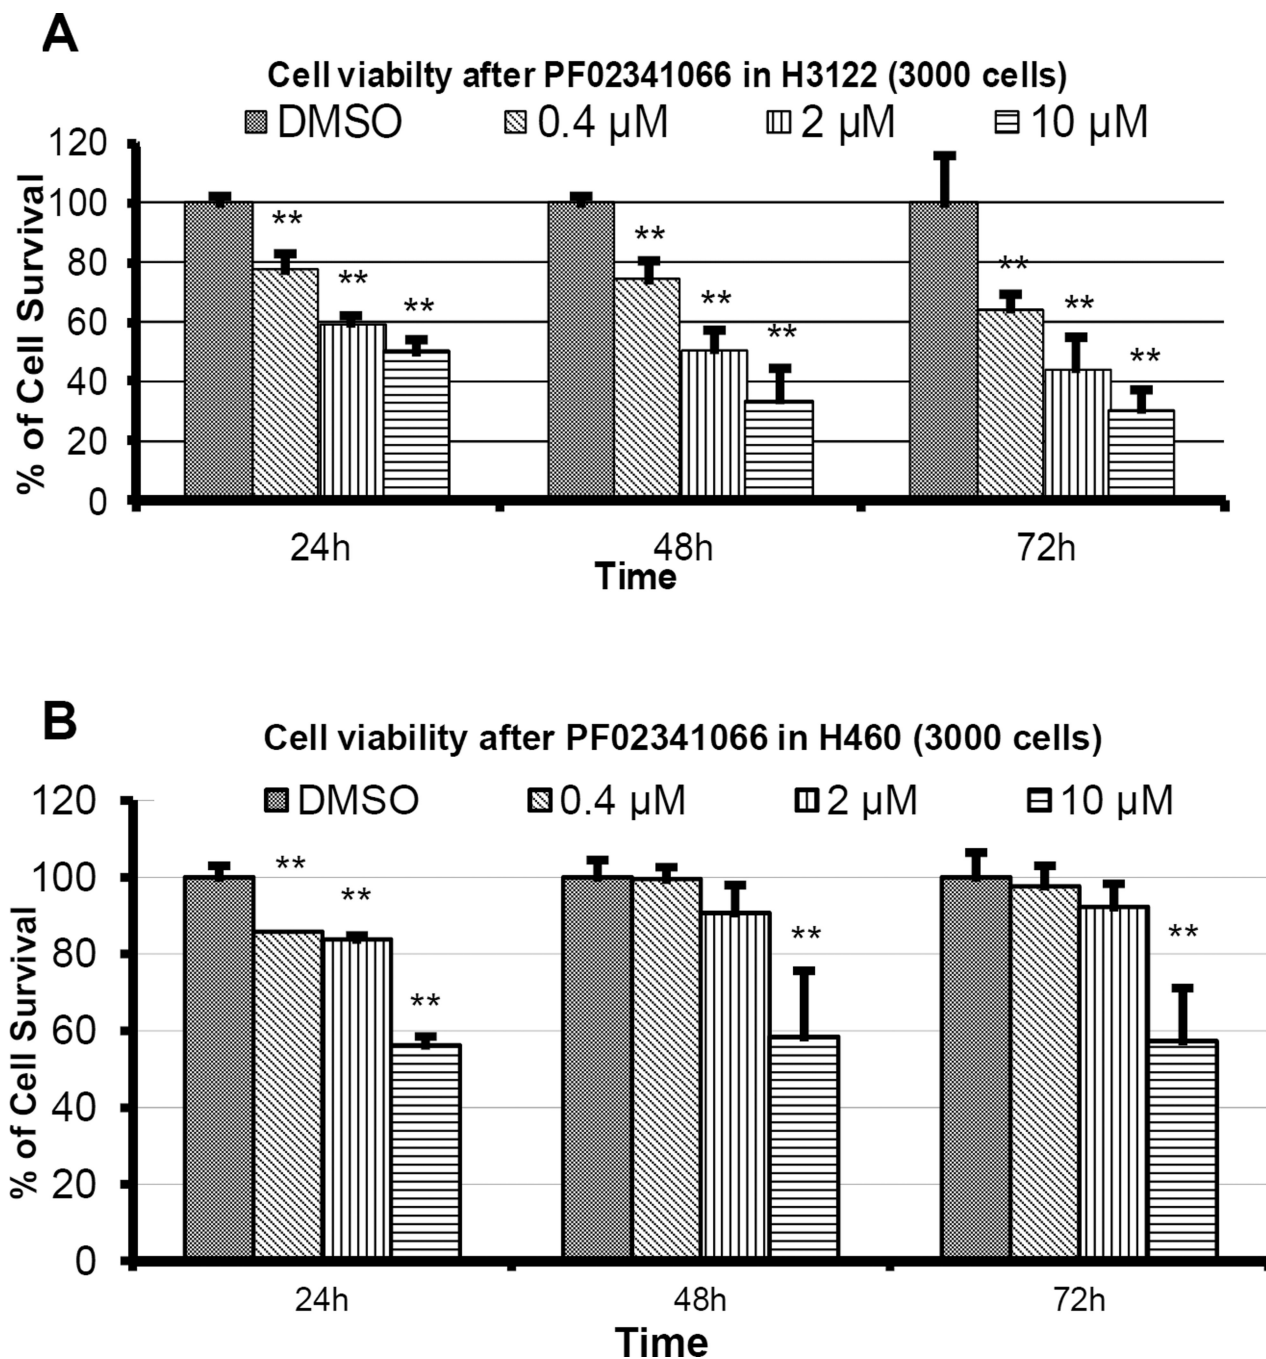 A
Cell viabilty after PF02341066 in H3122 (3000 cells)
DMSO 0.4 µM 2 µM 10 µM
% of Cell Survival
120
100
80
60
40
20
0
** ** **
** ** **
** ** **
24h 48h 72h
Time
B
Cell viability after PF02341066 in H460 (3000 cells)
DMSO 0.4 µM 2 µM 10 µM
% of Cell Survival
120
100
80
60
40
20
0
** ** **
**
**
24h 48h 72h
Time